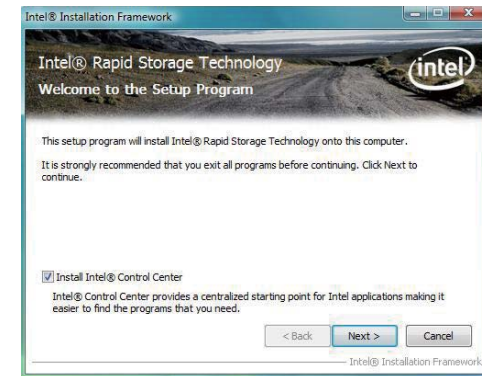 Intel® Installation Framework
Intel® Rapid Storage Technology
Welcome to the Setup Program
intel
This setup program will install Intel® Rapid Storage Technology onto this computer.
It is strongly recommended that you exit all programs before continuing. Click Next to
continue.
Install Intel® Control Center
Intel® Control Center provides a centralized starting point for Intel applications making it
easier to find the programs that you need.
< Back Next > Cancel
Intel® Installation Framework